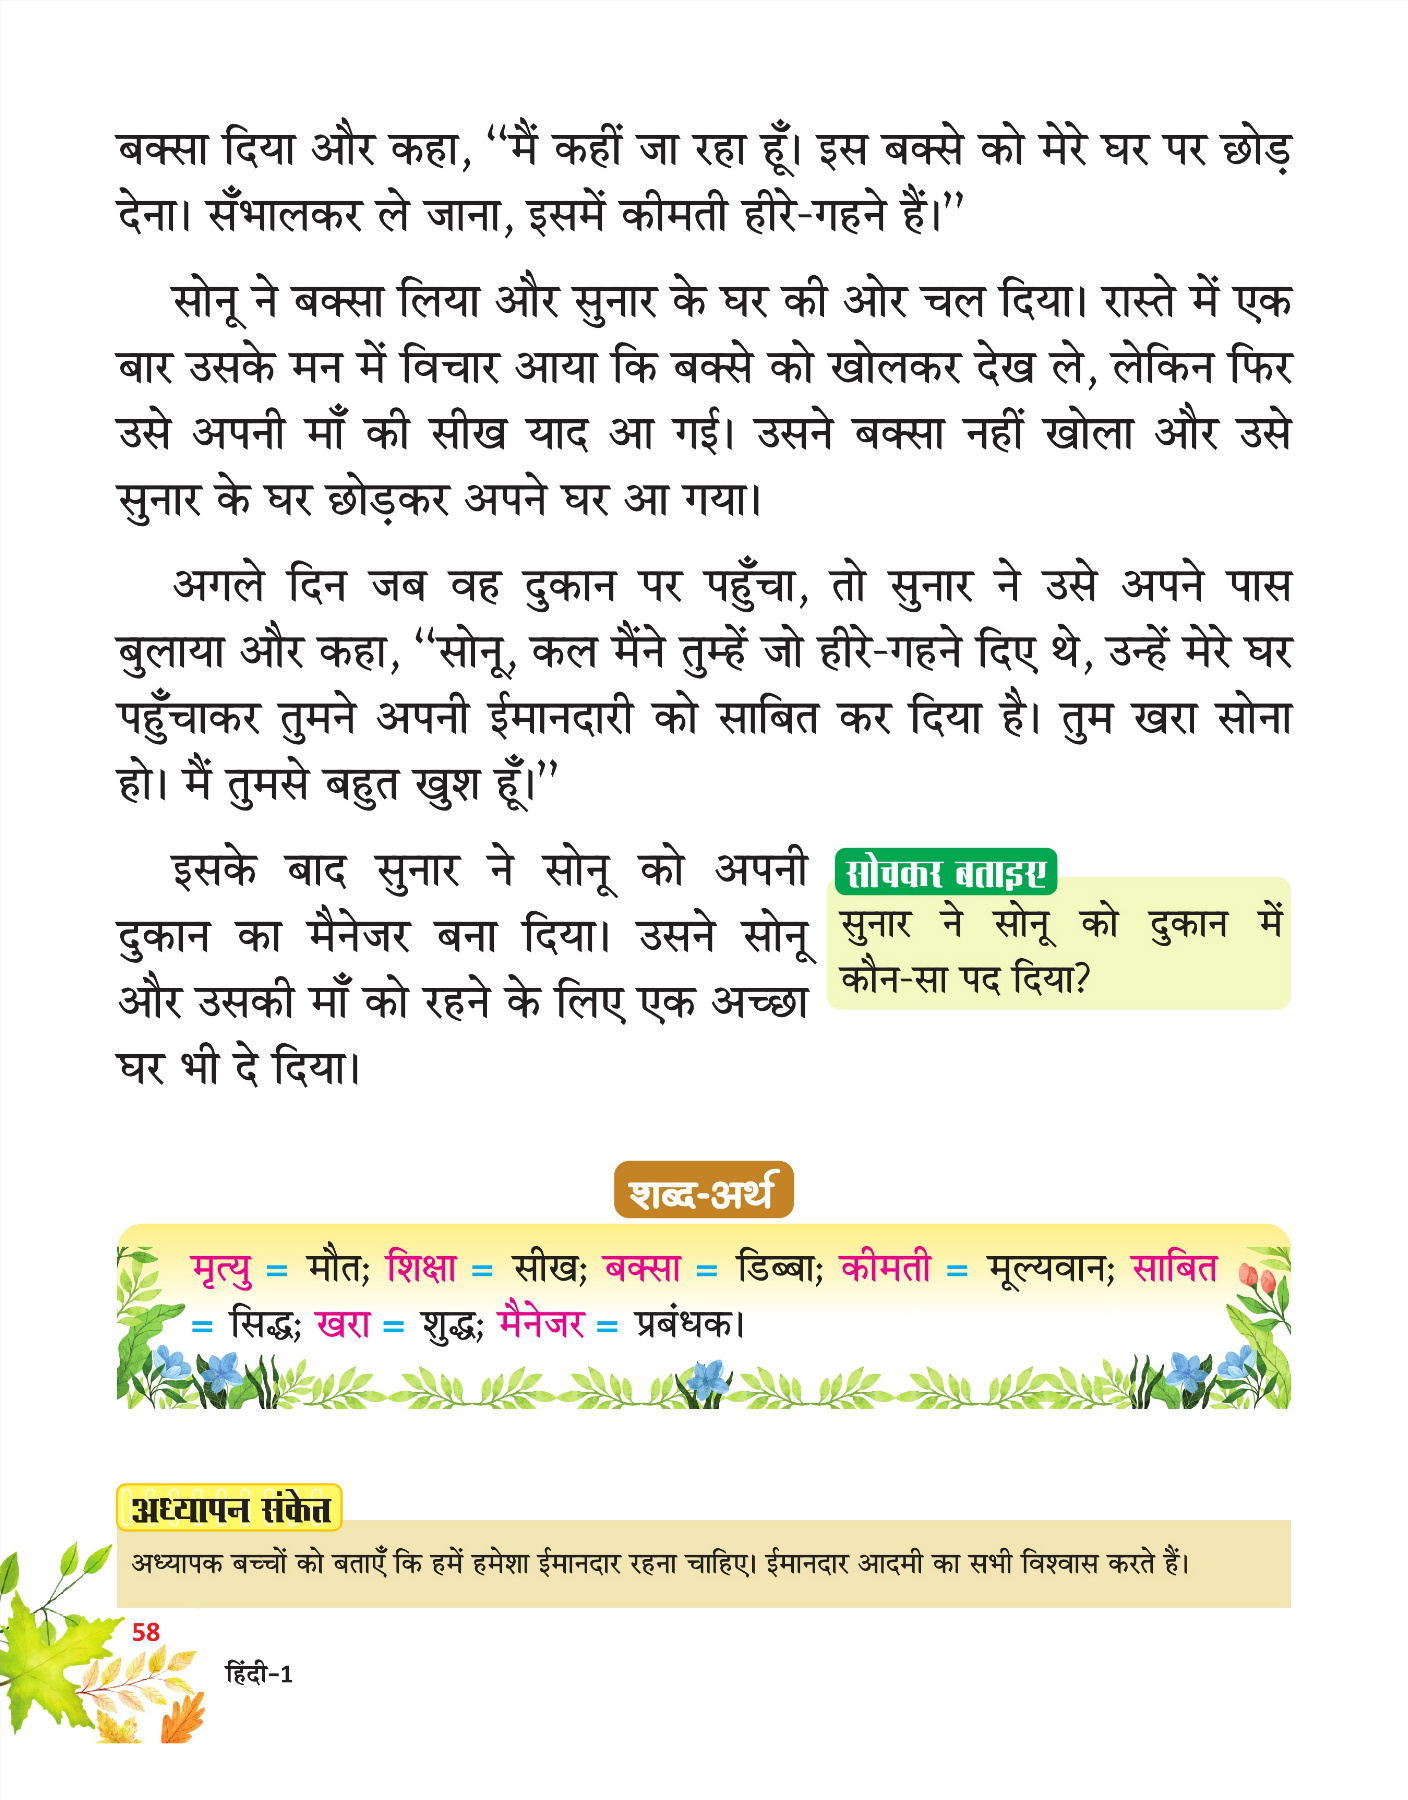 बक्सा दिया और कहा, “मैं कहीं जा रहा हूँ। इस बक्से को मेरे घर पर छोड़
देना। सँभालकर ले जाना, इसमें कीमती हीरे-गहने हैं।”
सोनू ने बक्सा लिया और सुनार के घर की ओर चल दिया। रास्ते में एक
बार उसके मन में विचार आया कि बक्से को खोलकर देख ले, लेकिन फिर
उसे अपनी माँ की सीख याद आ गई। उसने बक्सा नहीं खोला और उसे
सुनार के घर छोड़कर अपने घर आ गया।
अगले दिन जब वह दुकान पर पहुँचा, तो सुनार ने उसे अपने पास
बुलाया और कहा, “सोनू, कल मैंने तुम्हें जो हीरे-गहने दिए थे, उन्हें मेरे घर
पहुँचाकर तुमने अपनी ईमानदारी को साबित कर दिया है। तुम खरा सोना
हो। मैं तुमसे बहुत खुश हूँ।”
इसके बाद सुनार ने सोनू को अपनी
दुकान का मैनेजर बना दिया। उसने सोनू
और उसकी माँ को रहने के लिए एक अच्छा
घर भी दे दिया।
सोचकर बताइए
सुनार ने सोनू को दुकान में
कौन-सा पद दिया?
शब्द-अर्थ
मृत्यु = मौत; शिक्षा = सीख; बक्सा = डिब्बा; कीमती = मूल्यवान; साबित
= सिद्ध; खरा = शुद्ध; मैनेजर = प्रबंधक।
अध्यापन संकेत
अध्यापक बच्चों को बताएँ कि हमें हमेशा ईमानदार रहना चाहिए। ईमानदार आदमी का सभी विश्वास करते हैं।
58
हिंदी-1